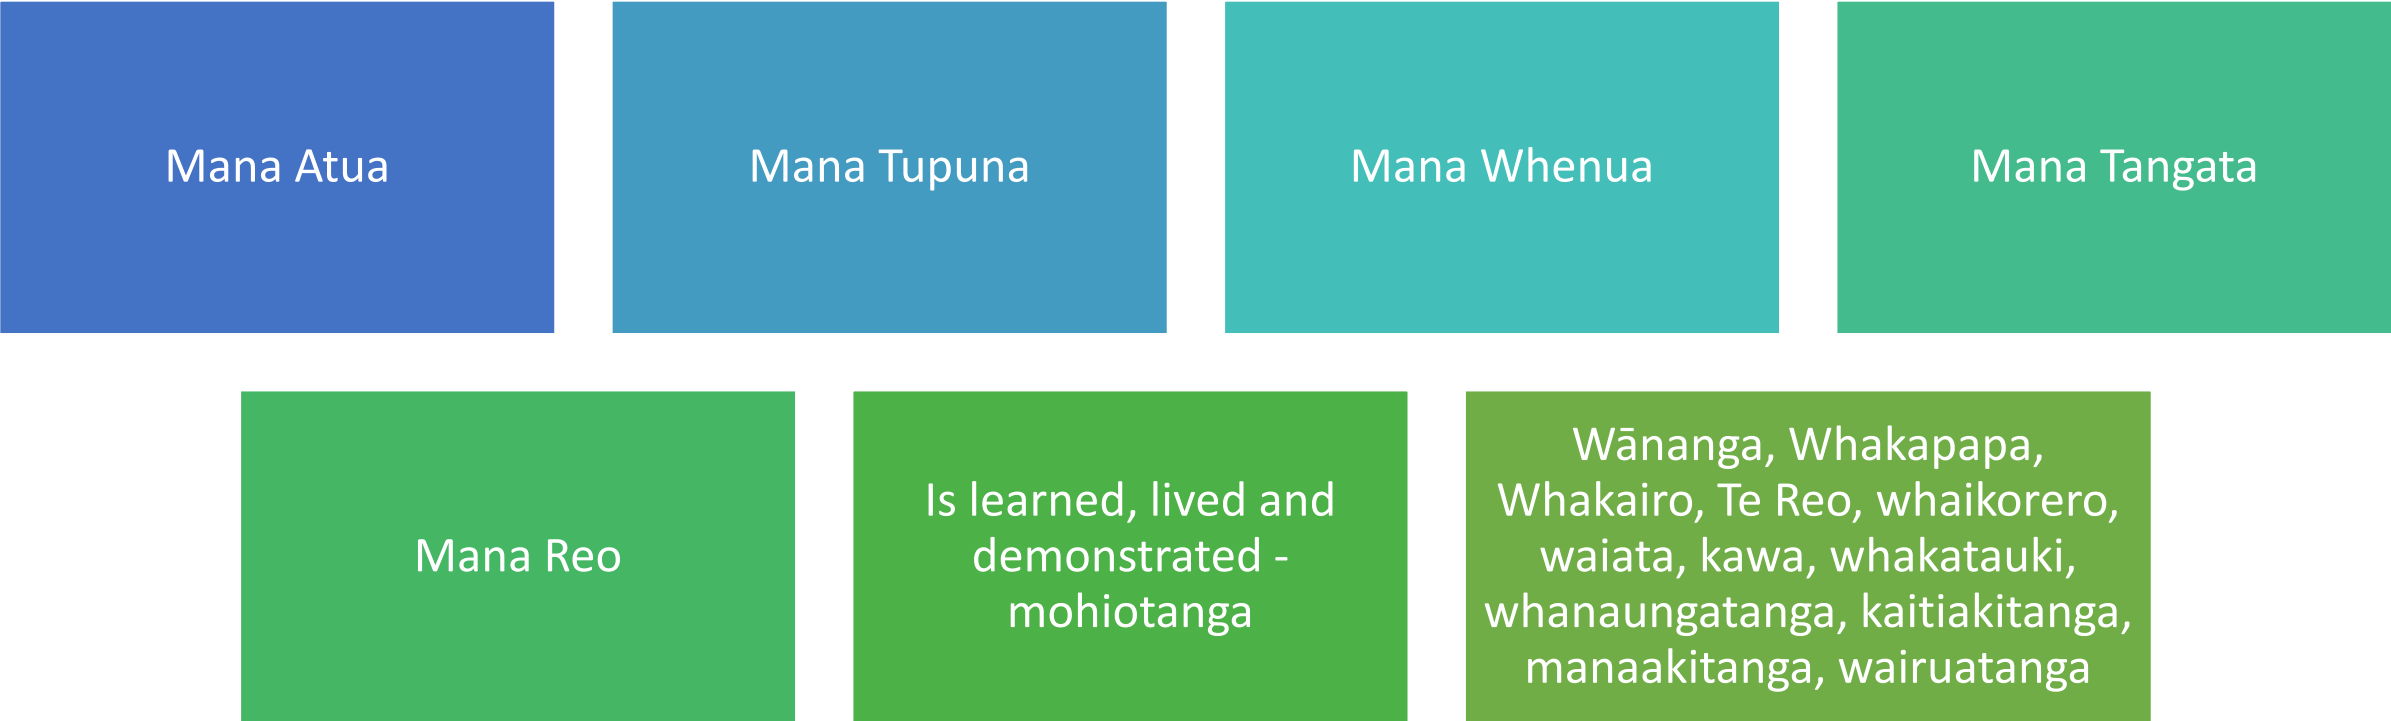 Mana Atua
Mana Tupuna
Mana Whenua
Mana Tangata
Mana Reo
Is learned, lived and
demonstrated -
mohiotanga
Wānanga, Whakapapa,
Whakairo, Te Reo, whaikorero,
waiata, kawa, whakatauki,
whanaungatanga, kaitiakitanga,
manaakitanga, wairuatanga